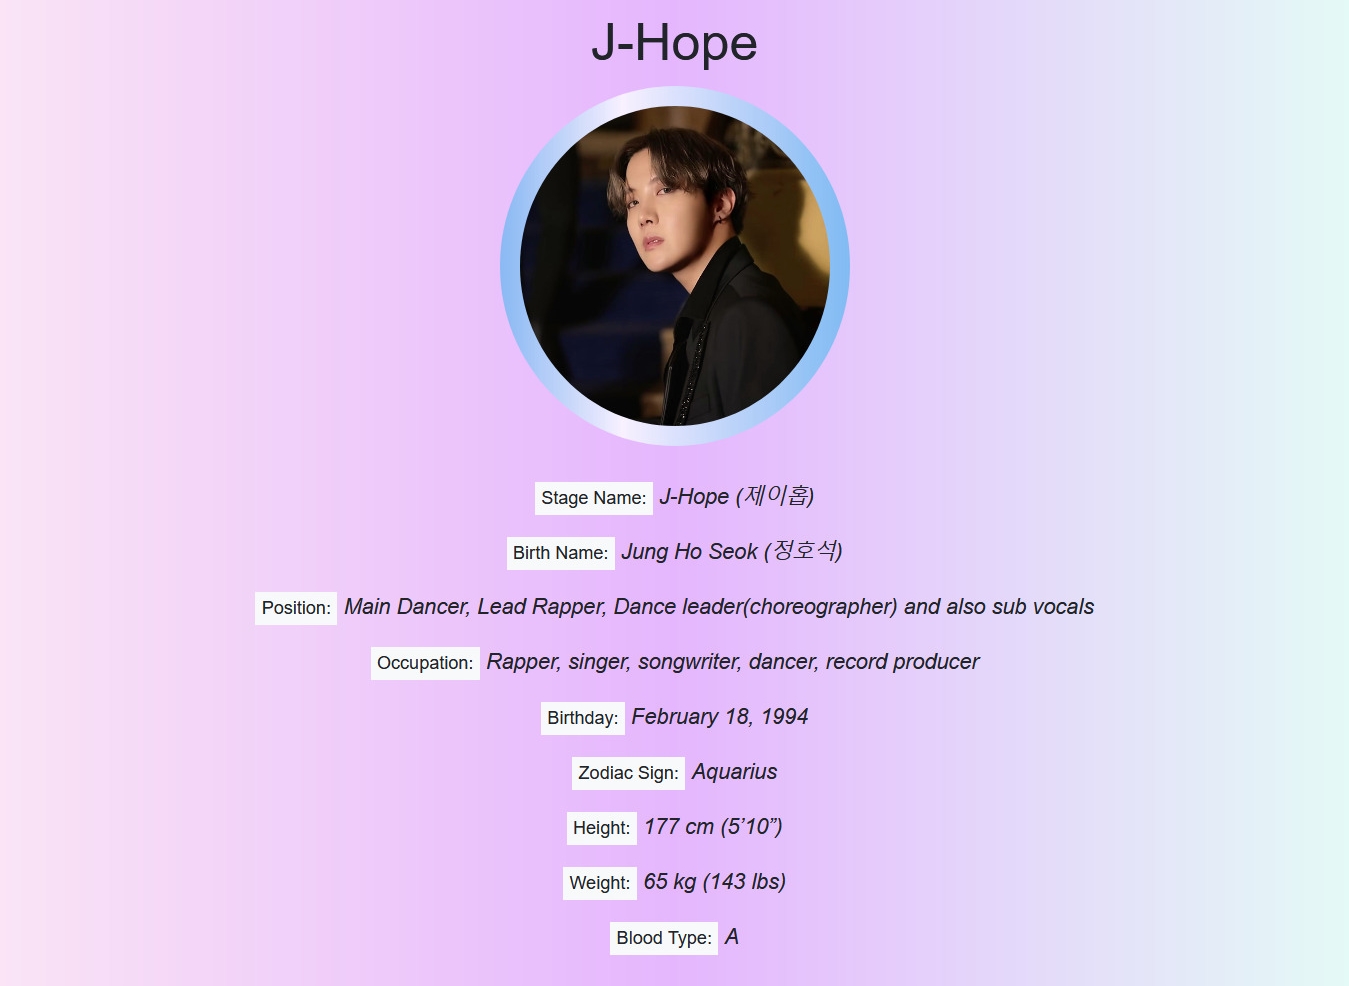 J-Hope
Stage Name: J-Hope (제이홉)
Birth Name: Jung Ho Seok (정호석)
Position: Main Dancer, Lead Rapper, Dance leader(choreographer) and also sub vocals
Occupation: Rapper, singer, songwriter, dancer, record producer
Birthday: February 18, 1994
Zodiac Sign: Aquarius
Height: 177 cm (5’10”)
Weight: 65 kg (143 lbs)
Blood Type: A